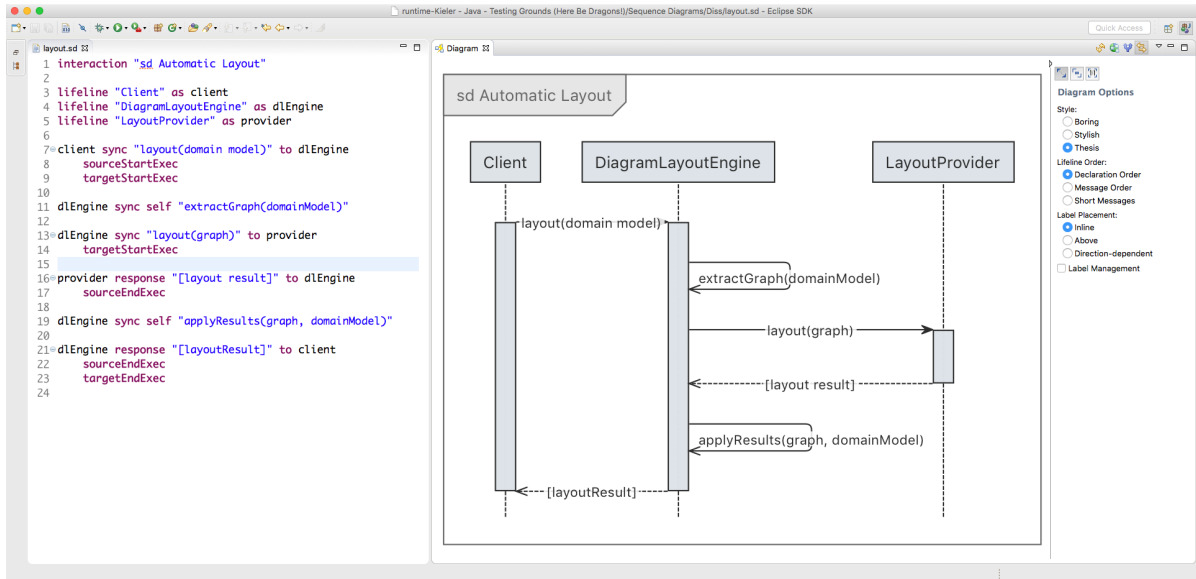 runtime-Kieler - Java - Testing Grounds (Here Be Dragons!)/Sequence Diagrams/Diss/layout.sd - Eclipse SDK
Quick Access
layout.sd
1 interaction "sd Automatic Layout"
2
3 lifeline "Client" as client
4 lifeline "DiagramLayoutEngine" as dlEngine
5 lifeline "LayoutProvider" as provider
6
7 client sync "layout(domain model)" to dlEngine
8 sourceStartExec
9 targetStartExec
10
11 dlEngine sync self "extractGraph(domainModel)"
12
13 dlEngine sync "layout(graph)" to provider
14 targetStartExec
15
16 provider response "[layout result]" to dlEngine
17 sourceEndExec
18
19 dlEngine sync self "applyResults(graph, domainModel)"
20
21 dlEngine response "[layoutResult]" to client
22 sourceEndExec
23 targetEndExec
24
Diagram
sd Automatic Layout
Client
DiagramLayoutEngine
LayoutProvider
layout(domain model)
extractGraph(domainModel)
layout(graph)
[layout result]
applyResults(graph, domainModel)
[layoutResult]
Diagram Options
Style:
Boring
Stylish
Thesis
Lifeline Order:
Declaration Order
Message Order
Short Messages
Label Placement:
Inline
Above
Direction-dependent
Label Management